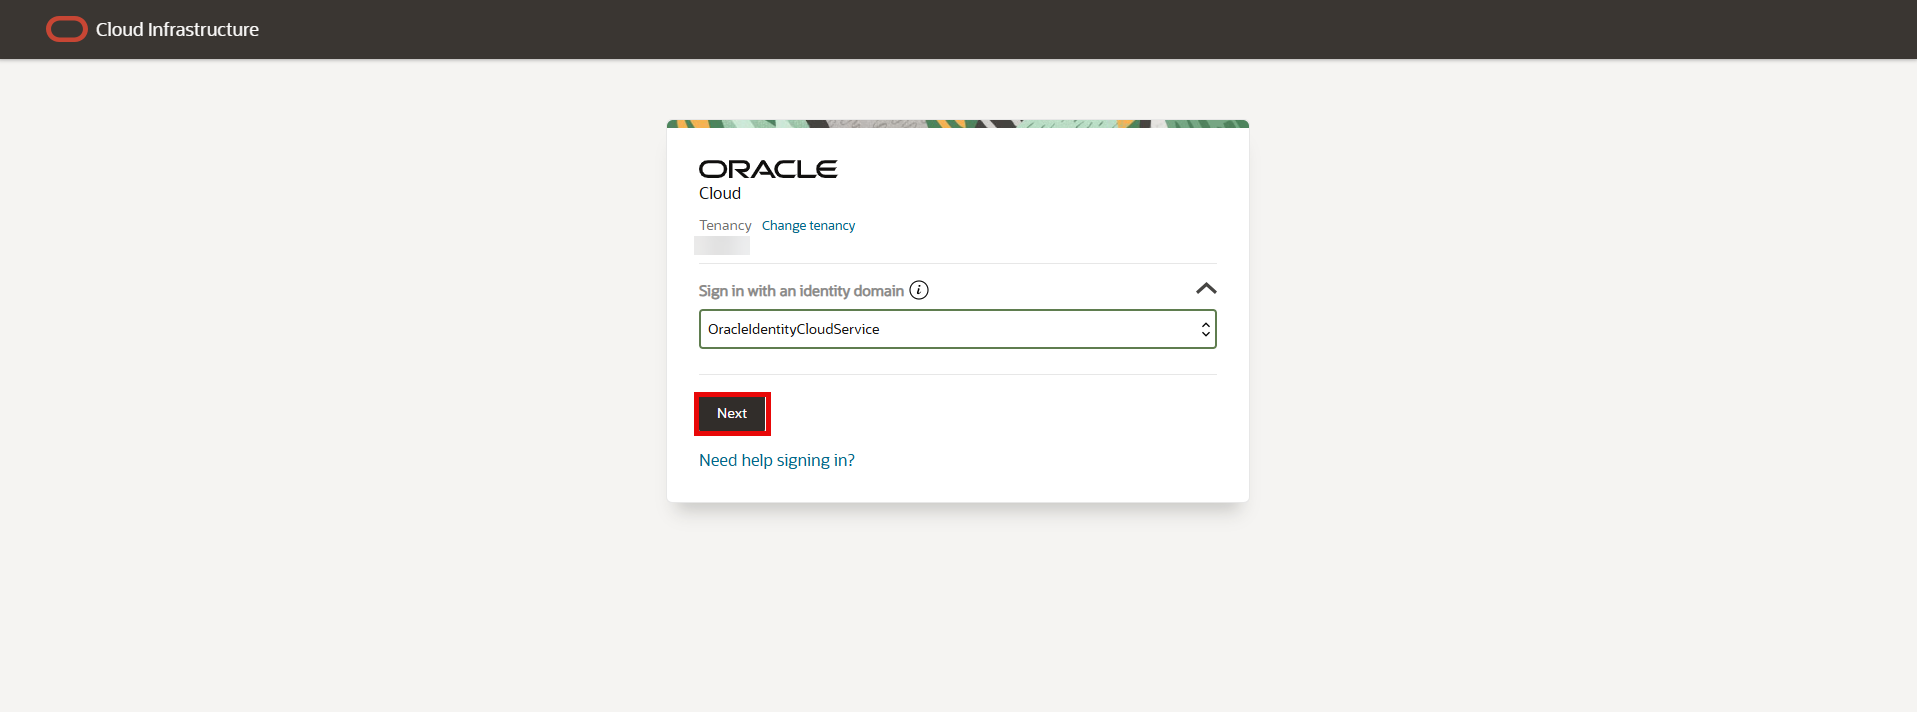 Cloud Infrastructure
ORACLE
Cloud
Tenancy Change tenancy
Sign in with an identity domain i
OracleIdentityCloudService
Next
Need help signing in?